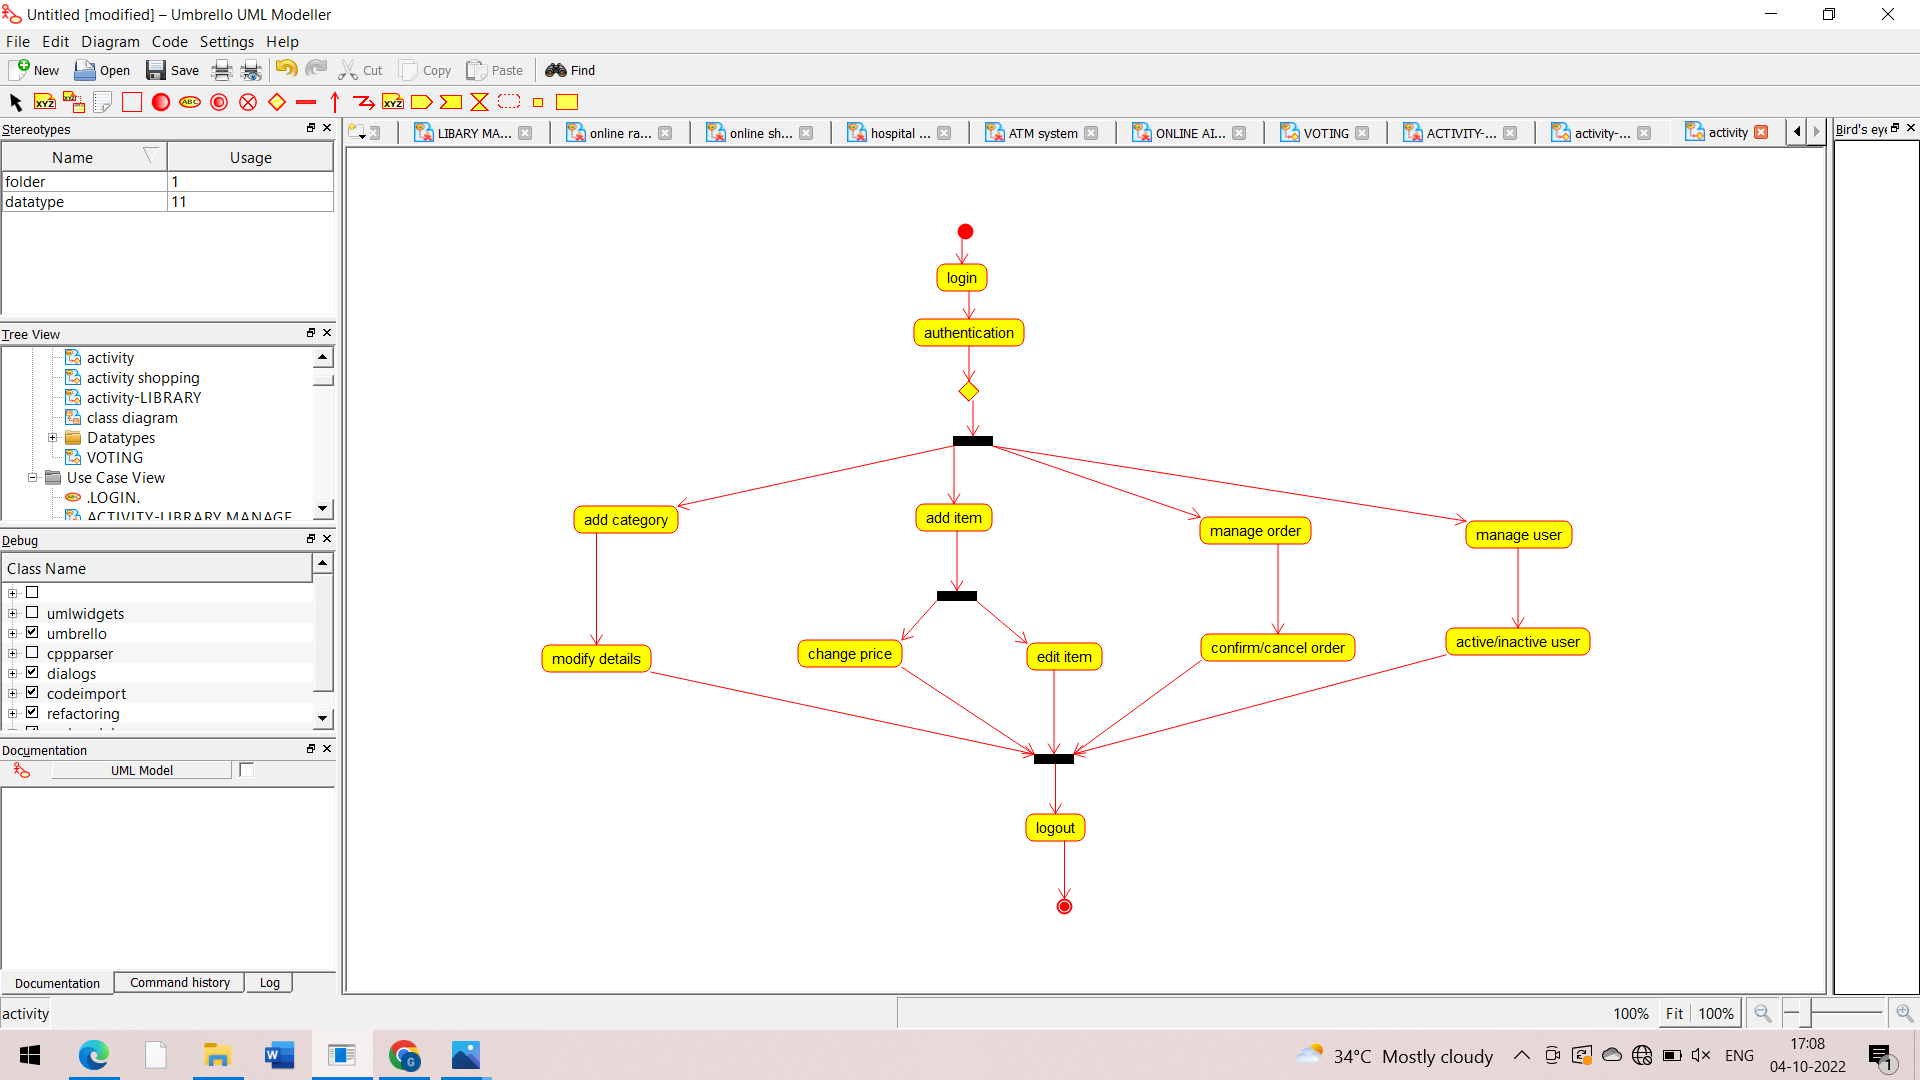 Untitled [modified] – Umbrello UML Modeller
File Edit Diagram Code Settings Help
New Open Save Cut Copy Paste Find
XYZ XYZ ABC XYZ
Stereotypes
Name Usage
folder 1
datatype 11
Tree View
activity
activity shopping
activity-LIBRARY
class diagram
Datatypes
VOTING
Use Case View
.LOGIN.
ACTIVITY-LIBRARY MANAGE
Debug
Class Name
umlwidgets
umbrello
cppparser
dialogs
codeimport
refactoring
Documentation
UML Model
Documentation Command history Log
LIBARY MA... online ra... online sh... hospital ... ATM system ONLINE AI... VOTING ACTIVITY-... activity-... activity
Bird's eye
login
authentication
add category
add item
manage order
manage user
modify details
change price
edit item
confirm/cancel order
active/inactive user
logout
activity
100% Fit 100%
34°C Mostly cloudy
ENG
17:08
04-10-2022
1